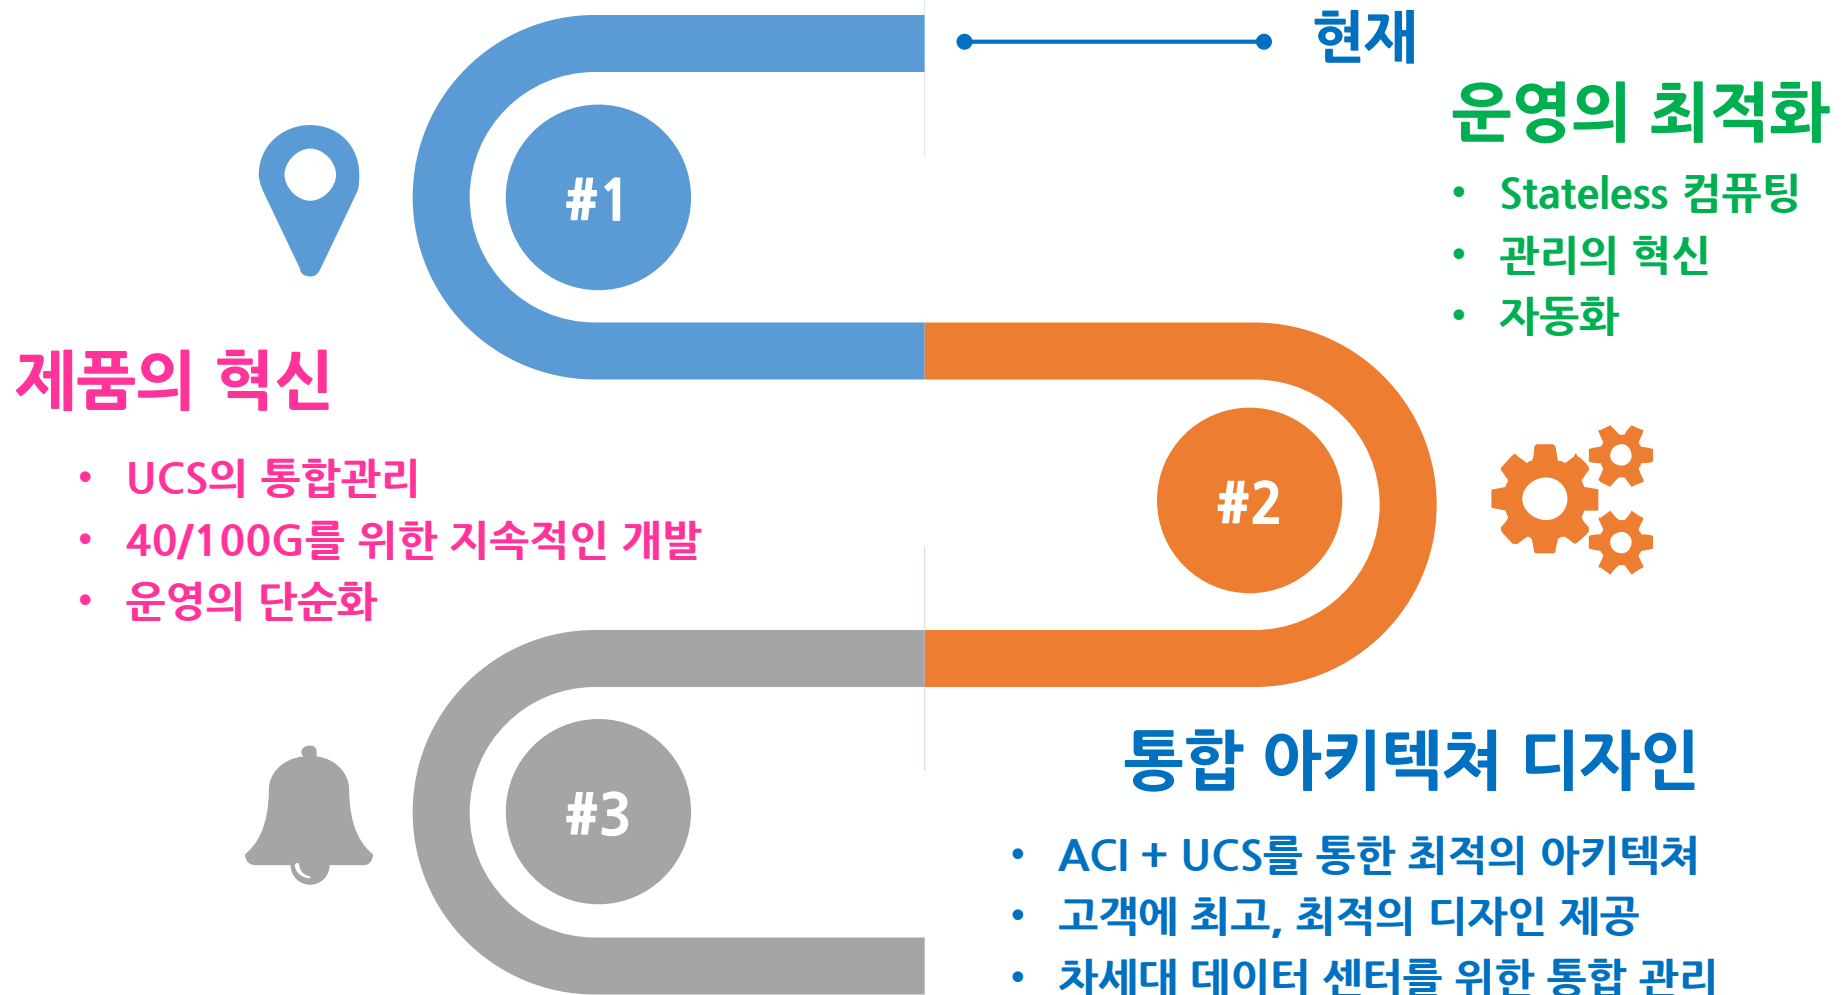 현재
운영의 최적화
• Stateless 컴퓨팅
• 관리의 혁신
• 자동화
#1
제품의 혁신
• UCS의 통합관리
• 40/100G를 위한 지속적인 개발
• 운영의 단순화
#2
통합 아키텍쳐 디자인
• ACI + UCS를 통한 최적의 아키텍쳐
• 고객에 최고, 최적의 디자인 제공
• 차세대 데이터 센터를 위한 통합 관리
#3